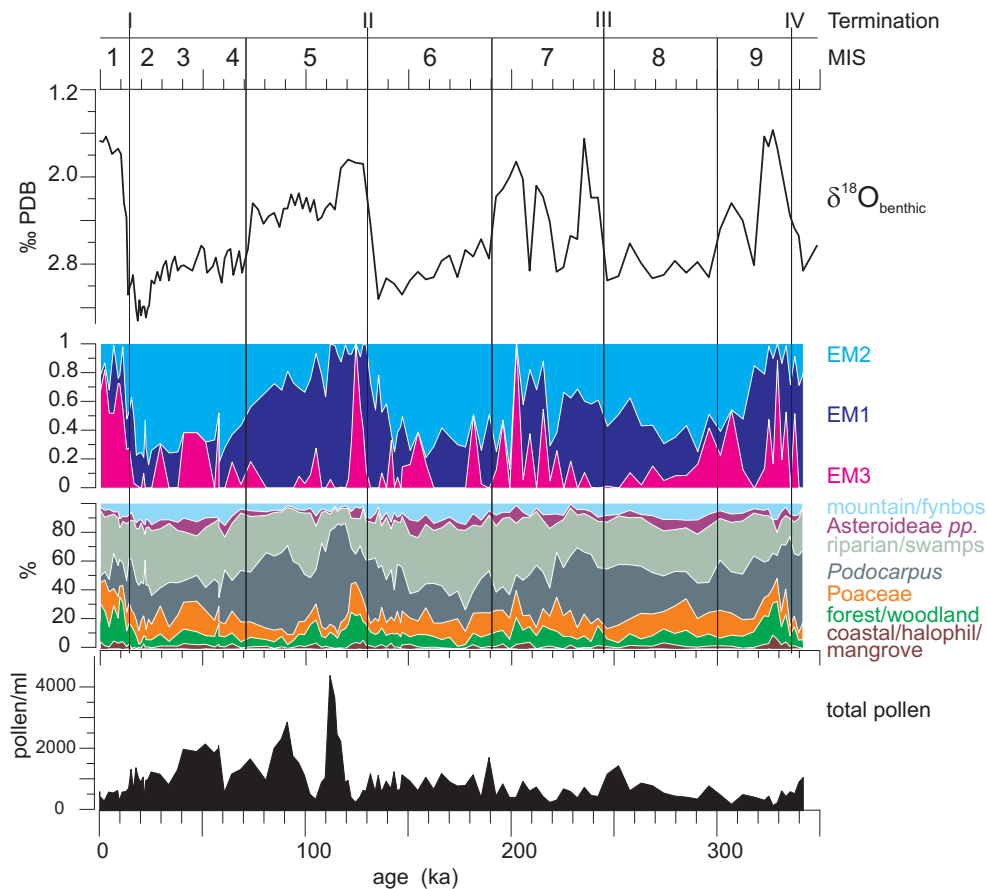 I II III IV Termination
1 2 3 4 5 6 7 8 9 MIS
1.2
2.0
2.8
‰ PDB
δ18Obenthic
1
0.8
0.6
0.4
0.2
0
EM2
EM1
EM3
80
60
40
20
0
%
mountain/fynbos
Asteroideae pp.
riparian/swamps
Podocarpus
Poaceae
forest/woodland
coastal/halophil/
mangrove
4000
2000
0
pollen/ml
total pollen
0 100 200 300
age (ka)